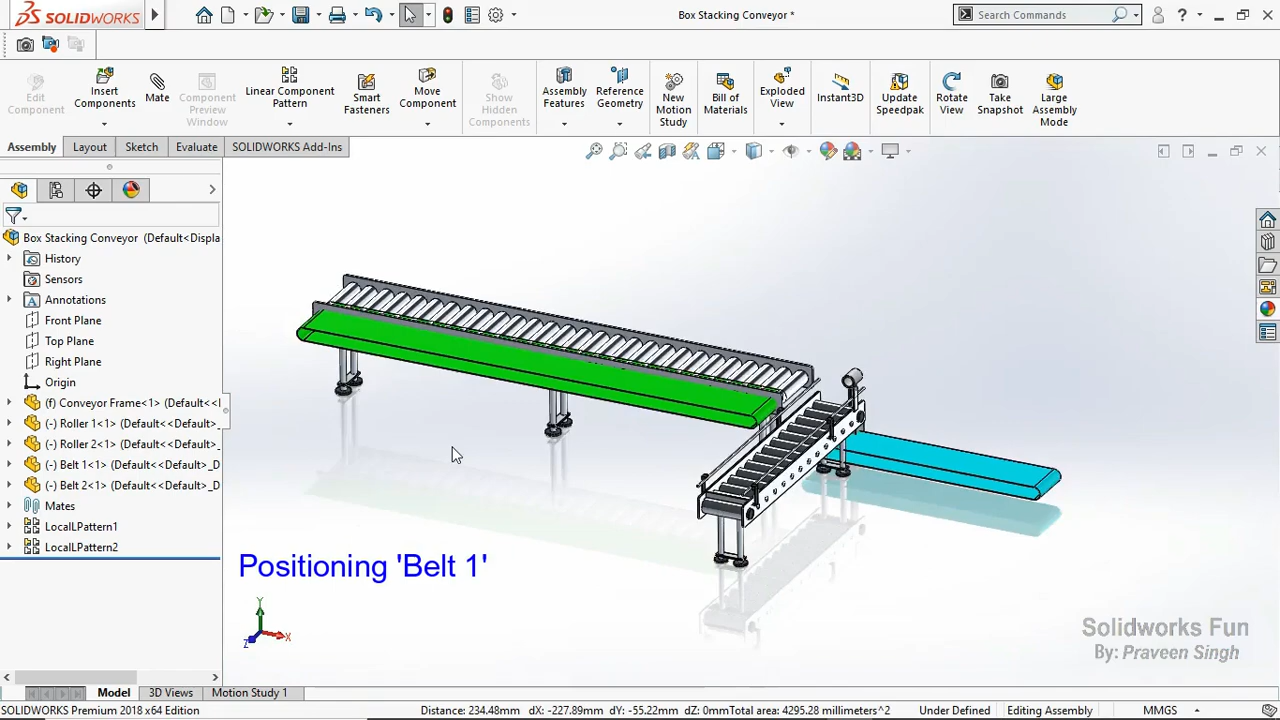 SOLIDWORKS
Box Stacking Conveyor *
Search Commands
?
Edit
Component
Insert
Components
Mate
Component
Preview
Window
Linear Component
Pattern
Smart
Fasteners
Move
Component
Show
Hidden
Components
Assembly
Features
Reference
Geometry
New
Motion
Study
Bill of
Materials
Exploded
View
Instant3D
Update
Speedpak
Rotate
View
Take
Snapshot
Large
Assembly
Mode
Assembly
Layout
Sketch
Evaluate
SOLIDWORKS Add-Ins
Box Stacking Conveyor (Default<Displa
History
Sensors
Annotations
Front Plane
Top Plane
Right Plane
Origin
(f) Conveyor Frame<1> (Default<<
(-) Roller 1<1> (Default<<Default>_
(-) Roller 2<1> (Default<<Default>_
(-) Belt 1<1> (Default<<Default>_D
(-) Belt 2<1> (Default<<Default>_D
Mates
LocalLPattern1
LocalLPattern2
Positioning 'Belt 1'
Y
X
Z
Solidworks Fun
By: Praveen Singh
Model
3D Views
Motion Study 1
SOLIDWORKS Premium 2018 x64 Edition
Distance: 234.48mm dX: -227.89mm dY: -55.22mm dZ: 0mmTotal area: 4295.28 millimeters^2
Under Defined
Editing Assembly
MMGS